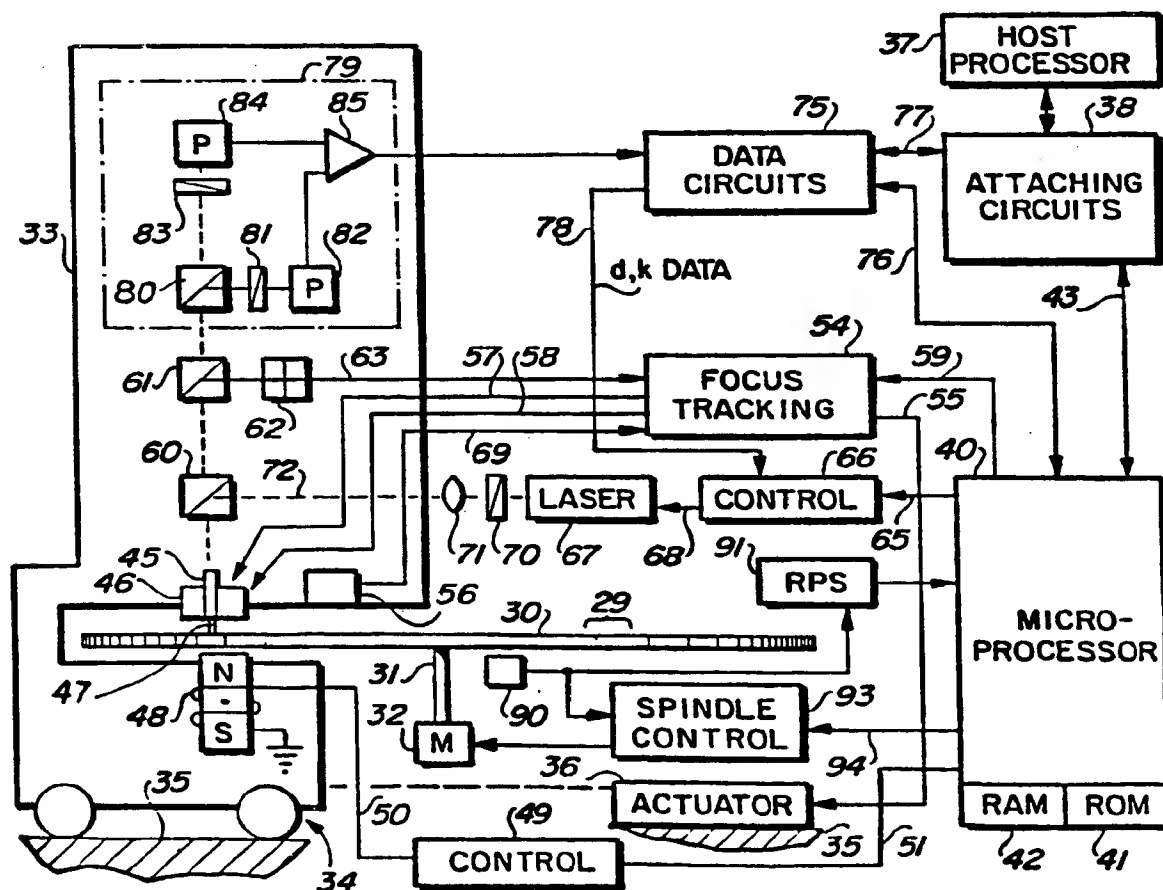 37
HOST
PROCESSOR
79
84
85
75
77
38
P
DATA
CIRCUITS
ATTACHING
CIRCUITS
83
81
82
78
33
76
80
P
d,k DATA
43
54
61
63
57
58
59
FOCUS
TRACKING
62
55
60
69
66
40
72
LASER
CONTROL
71
70
67
68
65
45
91
46
56
RPS
30
29
MICRO-
PROCESSOR
47
N
31
90
93
48
S
32
M
SPINDLE
CONTROL
36
94
35
ACTUATOR
RAM
ROM
50
49
35
51
34
CONTROL
42
41